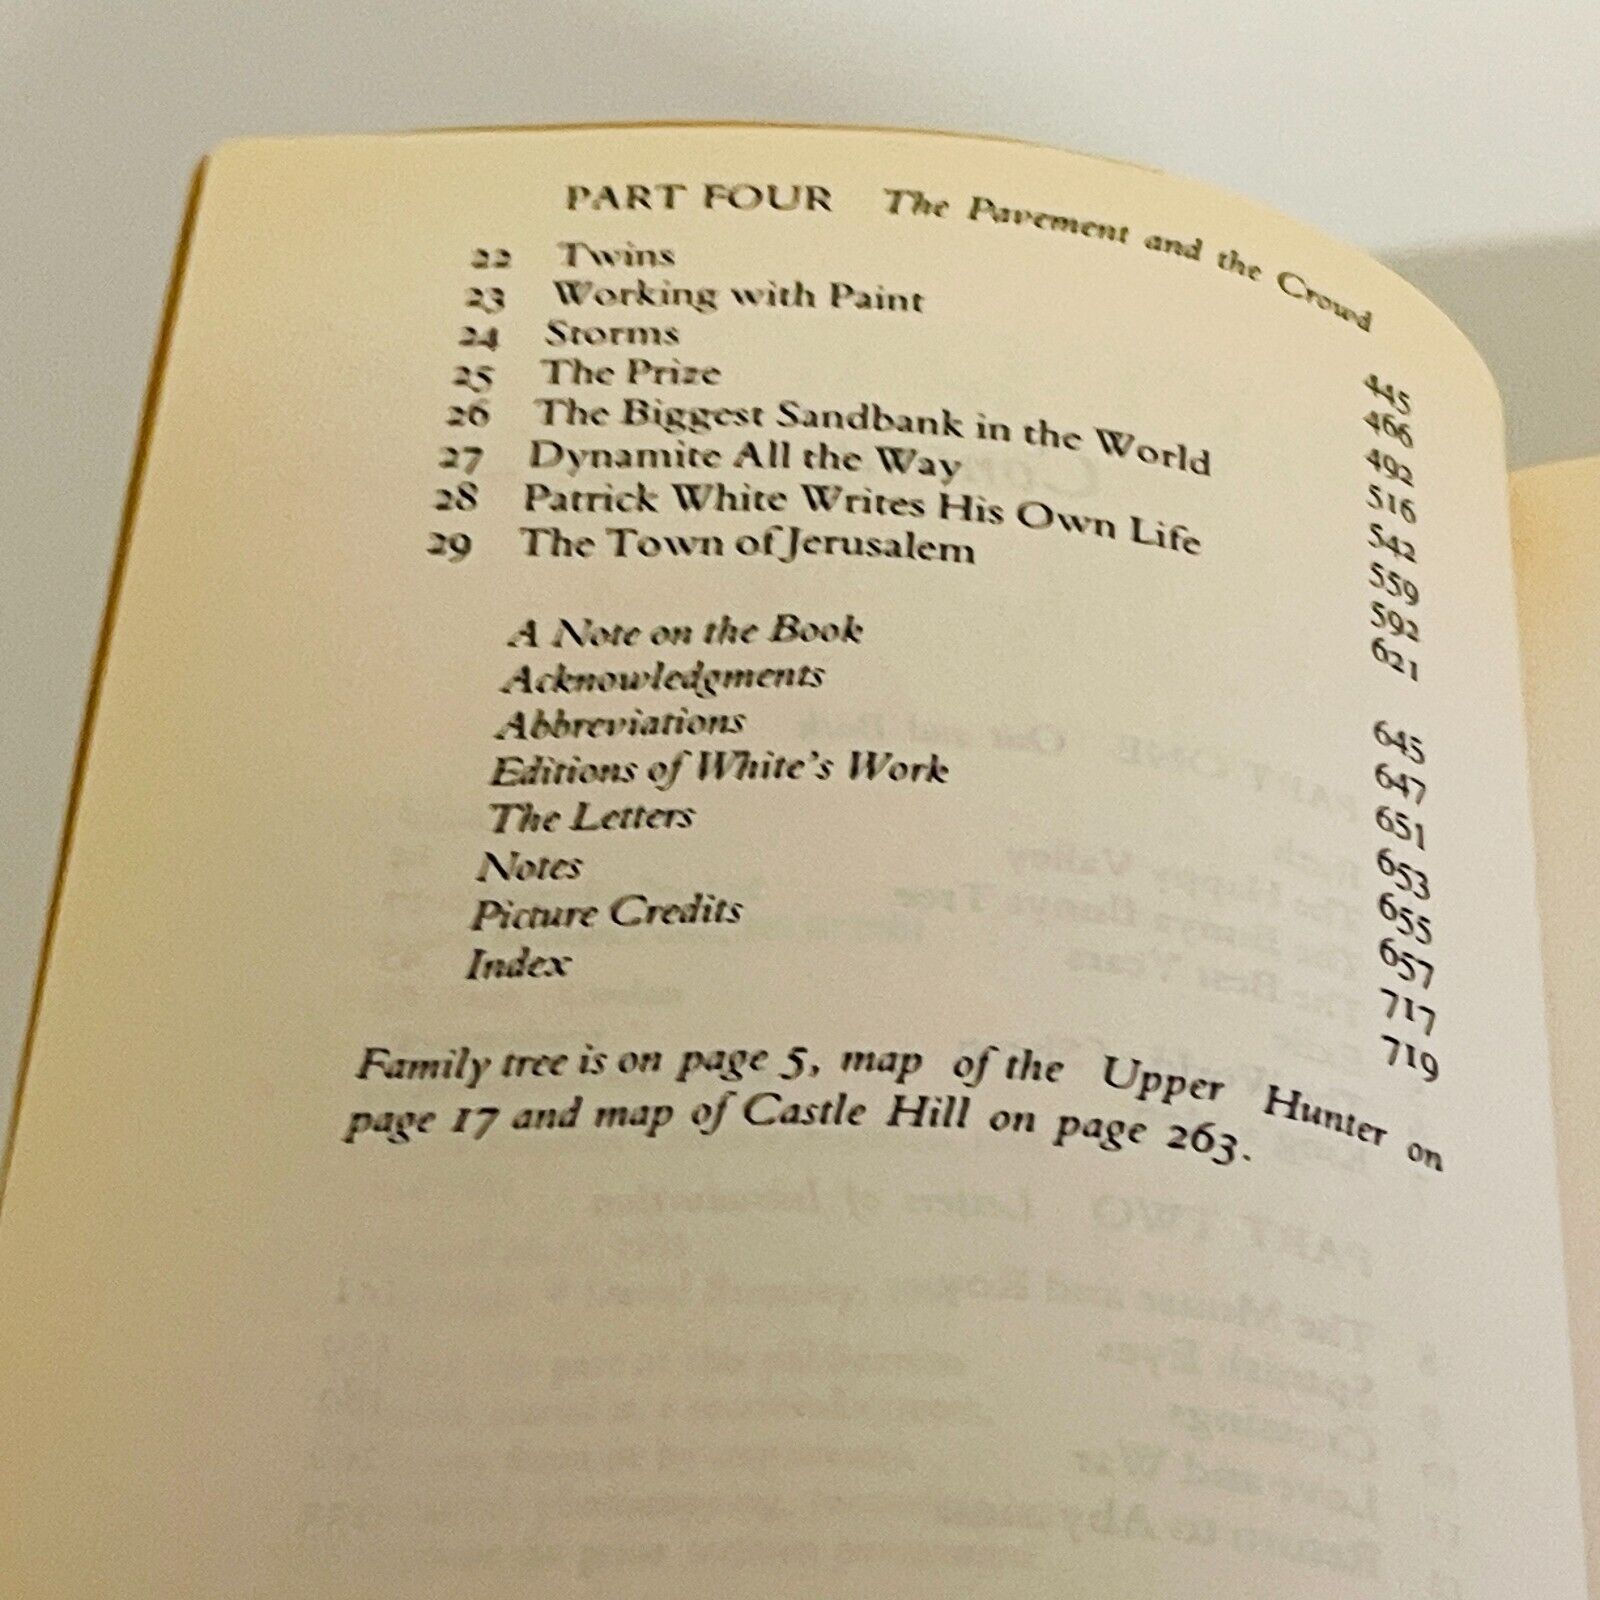 PART FOUR The Pavement and the Crowd
22 Twins 445
23 Working with Paint 466
24 Storms 492
25 The Prize 516
26 The Biggest Sandbank in the World 542
27 Dynamite All the Way 559
28 Patrick White Writes His Own Life 592
29 The Town of Jerusalem 621
A Note on the Book 645
Acknowledgments 647
Abbreviations 651
Editions of White's Work 653
The Letters 655
Notes 657
Picture Credits 717
Index 719
Family tree is on page 5, map of the Upper Hunter on
page 17 and map of Castle Hill on page 263.